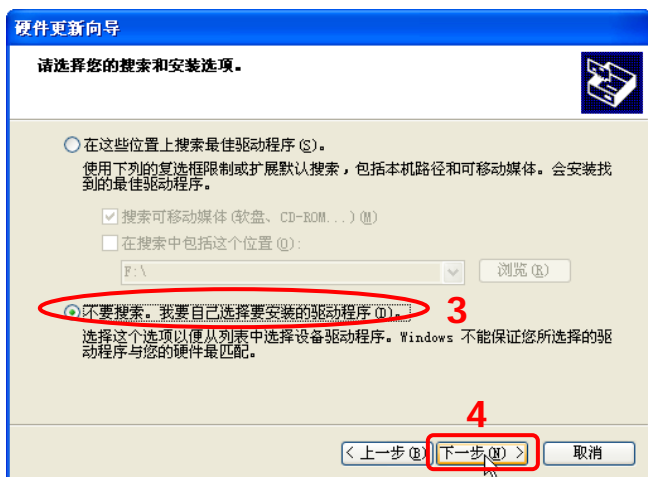 硬件更新向导
请选择您的搜索和安装选项。
在这些位置上搜索最佳驱动程序(S)。
使用下列的复选框限制或扩展默认搜索，包括本机路径和可移动媒体。会安装找
到的最佳驱动程序。
搜索可移动媒体(软盘、CD-ROM...)(M)
在搜索中包括这个位置(O):
F:\
浏览(R)
不要搜索。我要自己选择要安装的驱动程序(D)。
3
选择这个选项以便从列表中选择设备驱动程序。Windows 不能保证您所选择的驱
动程序与您的硬件最匹配。
4
< 上一步(B)
下一步(N) >
取消